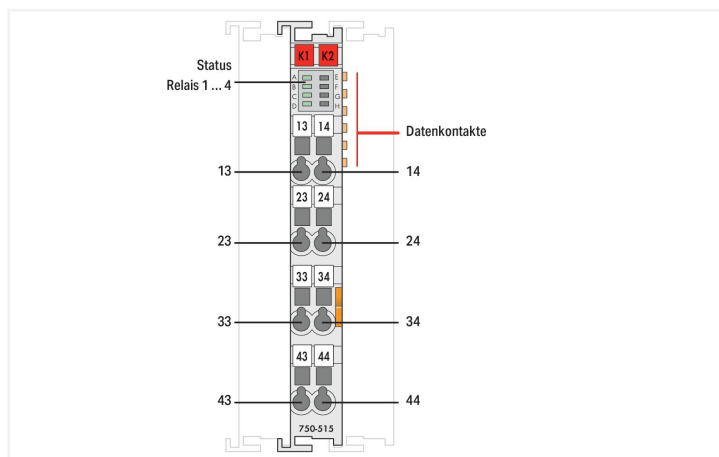 K1 K2
Status
Relais 1 ... 4
A E
B F
C G
D H
13 14
Datenkontakte
13 14
23 24
23 24
33 34
33 34
43 44
43 44
750-515